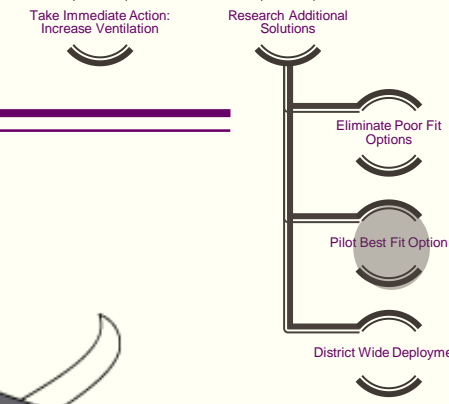 Take Immediate Action:
Increase Ventilation
Research Additional
Solutions
Eliminate Poor Fit
Options
Pilot Best Fit Option
District Wide Deployme